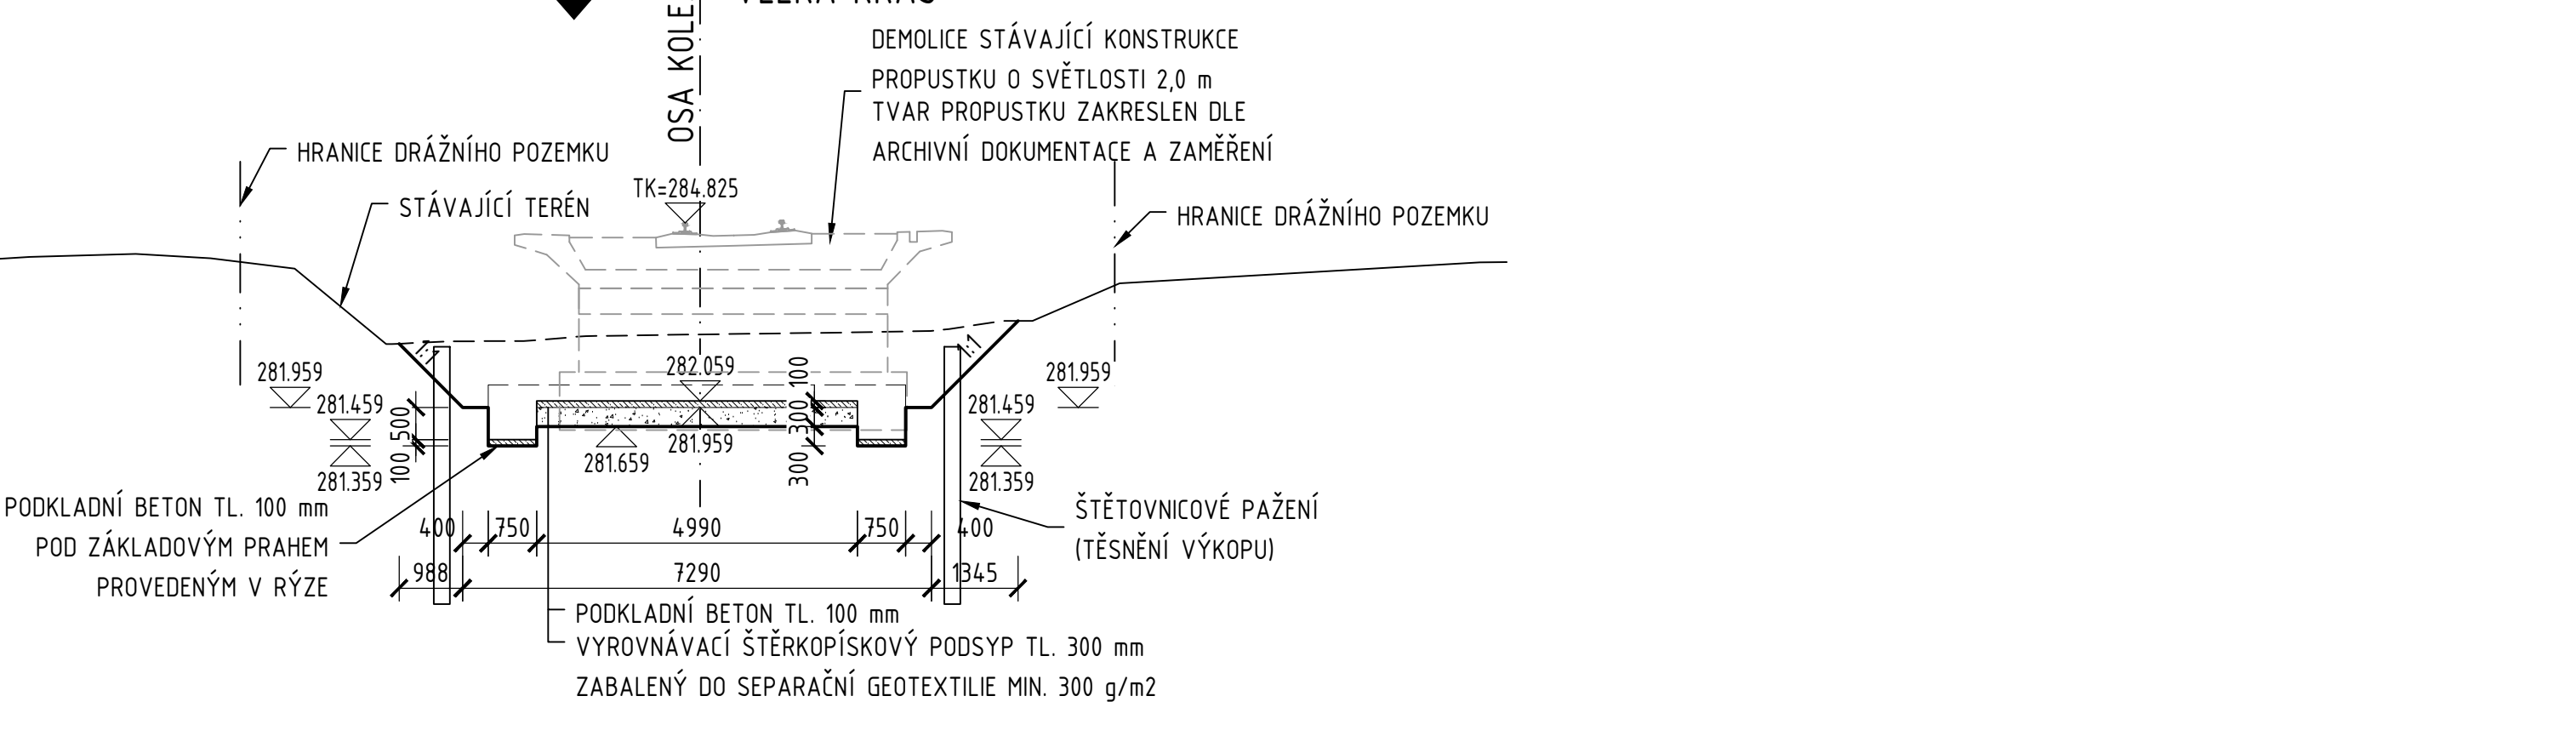 OSA KOLE
DEMOLICE STÁVAJÍCÍ KONSTRUKCE
PROPUSTKU O SVĚTLOSTI 2,0 m
TVAR PROPUSTKU ZAKRESLEN DLE
ARCHIVNÍ DOKUMENTACE A ZAMĚŘENÍ
HRANICE DRÁŽNÍHO POZEMKU
TK=284.825
STÁVAJÍCÍ TERÉN
HRANICE DRÁŽNÍHO POZEMKU
1:1
1:1
281.959
282.059
100
281.959
281.459
500
300
281.459
281.959
281.659
100
300
281.359
281.359
PODKLADNÍ BETON TL. 100 mm
POD ZÁKLADOVÝM PRAHEM
PROVEDENÝM V RÝZE
ŠTĚTOVNICOVÉ PAŽENÍ
(TĚSNĚNÍ VÝKOPU)
400
750
4990
750
400
988
7290
1345
PODKLADNÍ BETON TL. 100 mm
VYROVNÁVACÍ ŠTĚRKOPÍSKOVÝ PODSYP TL. 300 mm
ZABALENÝ DO SEPARAČNÍ GEOTEXTILIE MIN. 300 g/m2